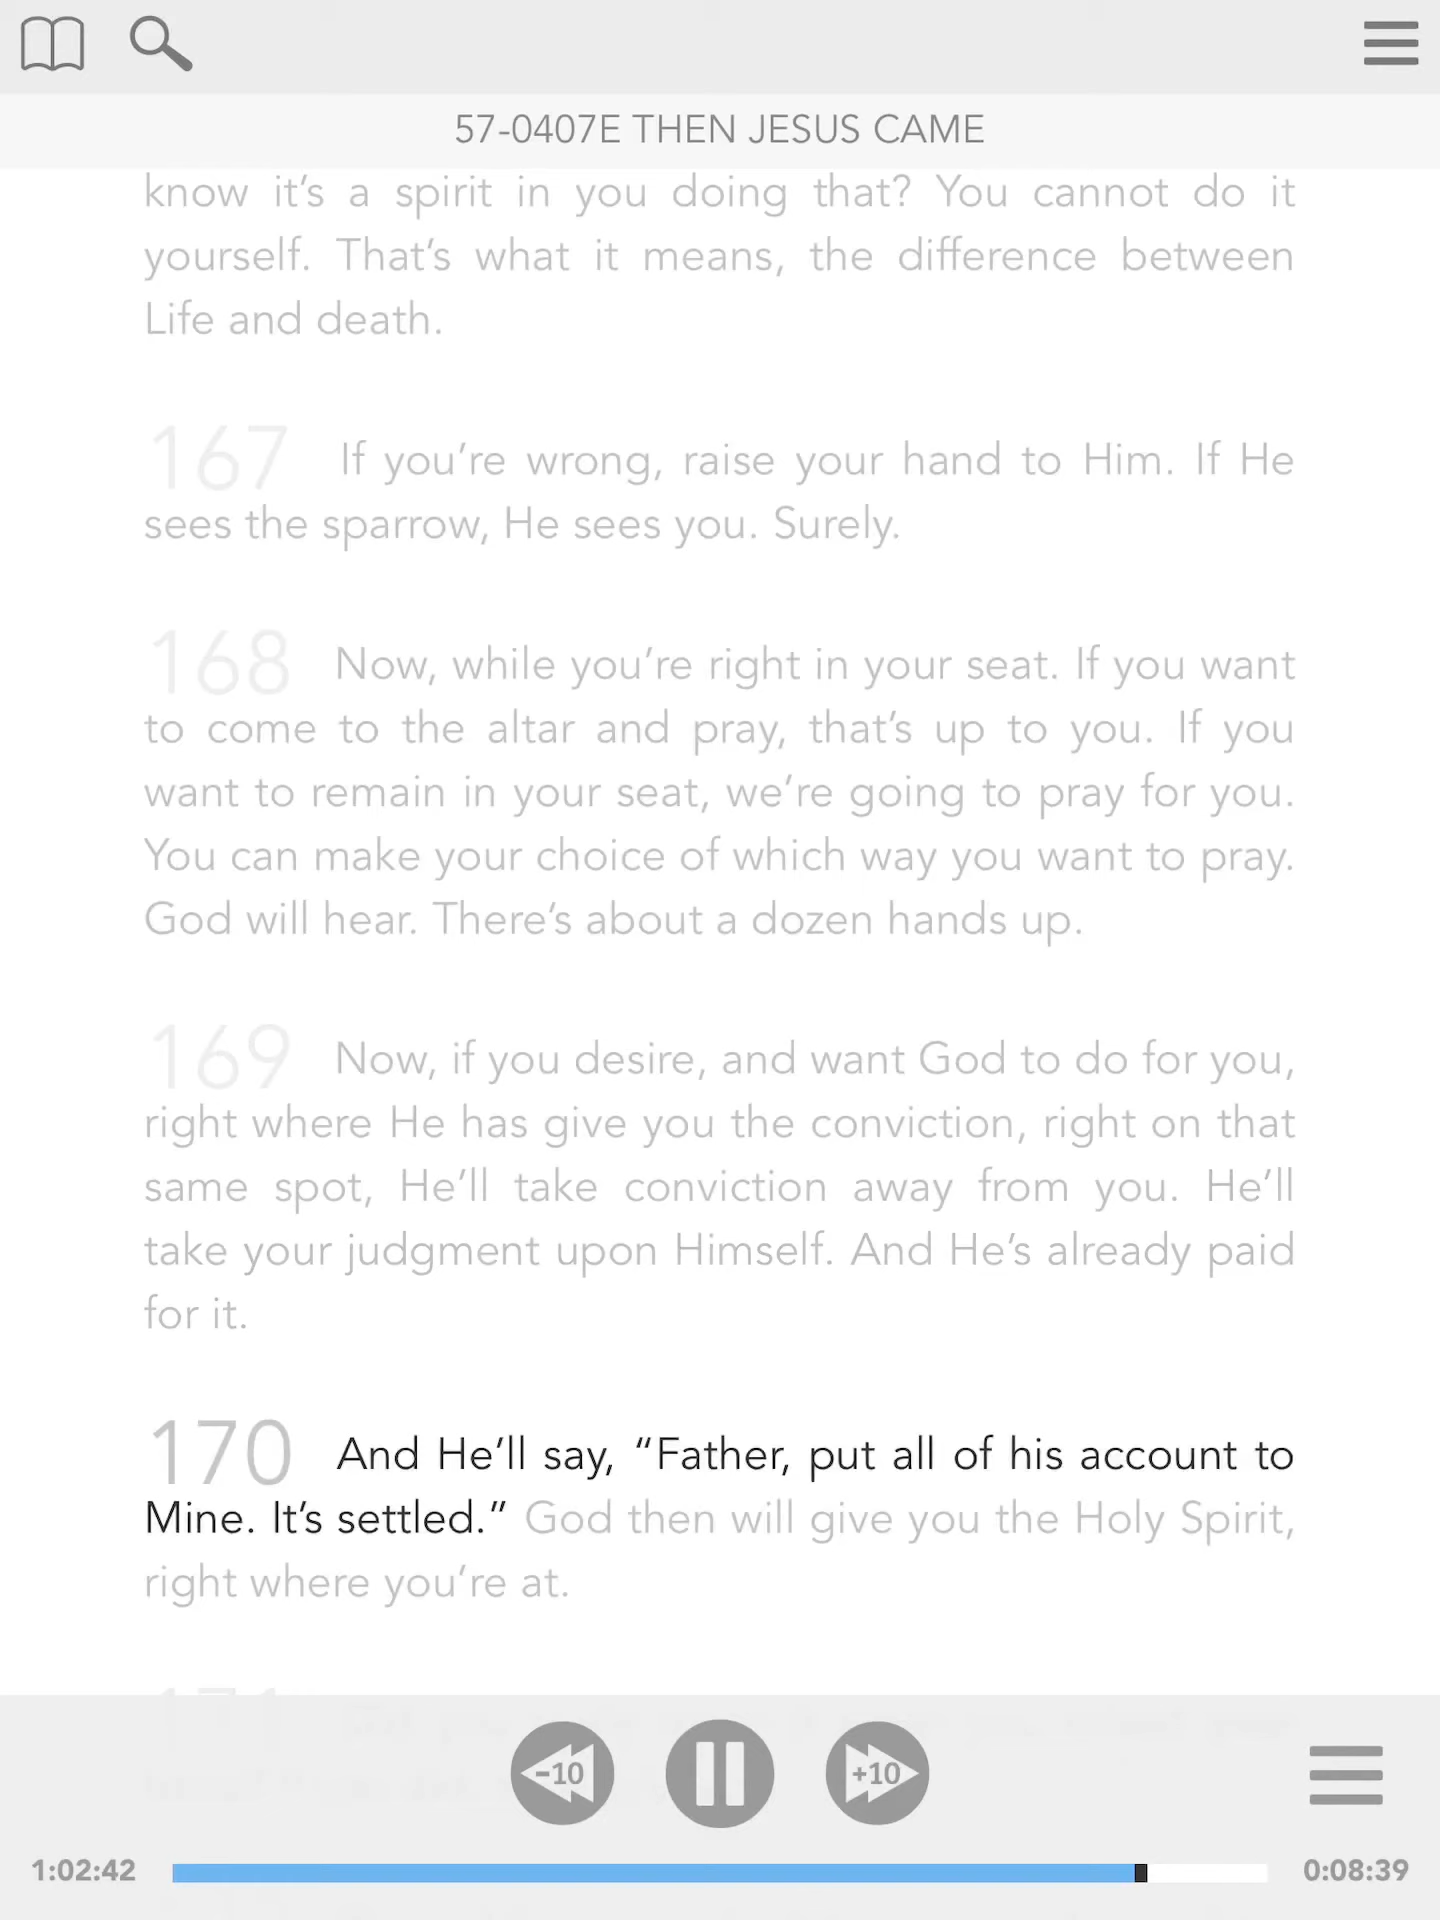 57-0407E THEN JESUS CAME
know it’s a spirit in you doing that? You cannot do it
yourself. That’s what it means, the difference between
Life and death.
167 If you’re wrong, raise your hand to Him. If He
sees the sparrow, He sees you. Surely.
168 Now, while you’re right in your seat. If you want
to come to the altar and pray, that’s up to you. If you
want to remain in your seat, we’re going to pray for you.
You can make your choice of which way you want to pray.
God will hear. There’s about a dozen hands up.
169 Now, if you desire, and want God to do for you,
right where He has give you the conviction, right on that
same spot, He’ll take conviction away from you. He’ll
take your judgment upon Himself. And He’s already paid
for it.
170 And He’ll say, “Father, put all of his account to
Mine. It’s settled.” God then will give you the Holy Spirit,
right where you’re at.
-10 +10
1:02:42 0:08:39